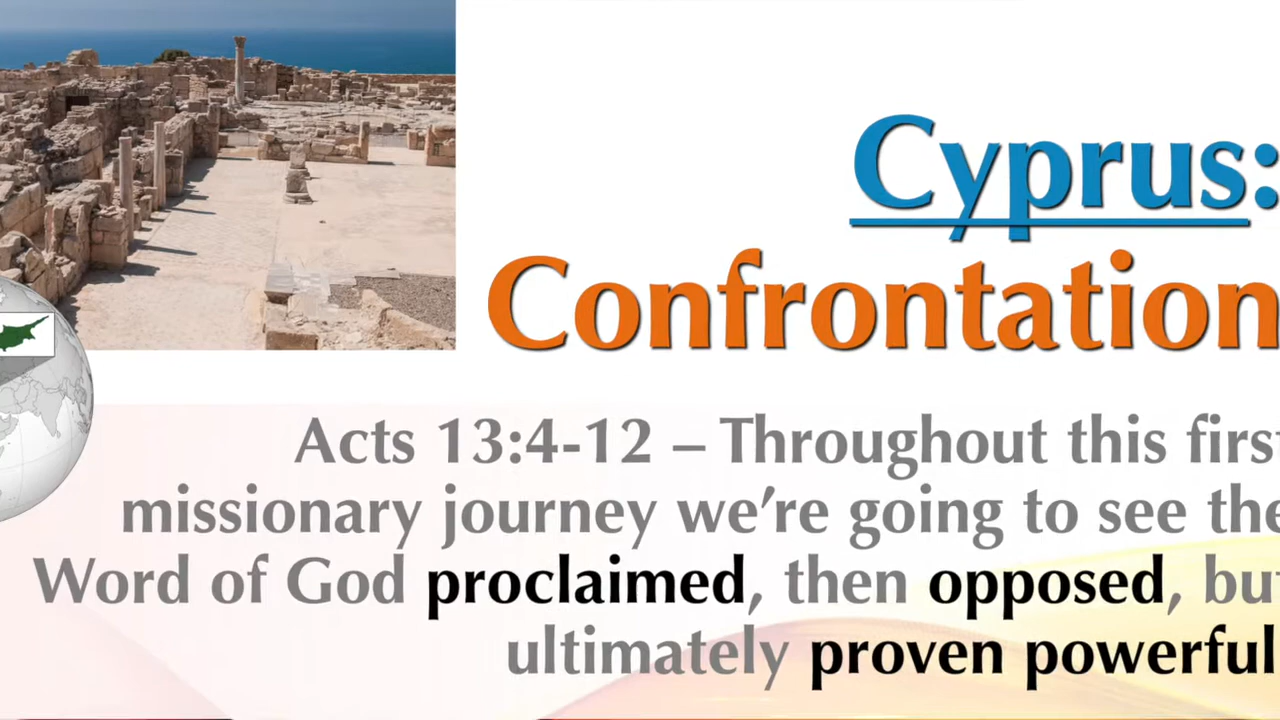 Cyprus:
Confrontation
Acts 13:4-12 – Throughout this first
missionary journey we’re going to see the
Word of God proclaimed, then opposed, but
ultimately proven powerful